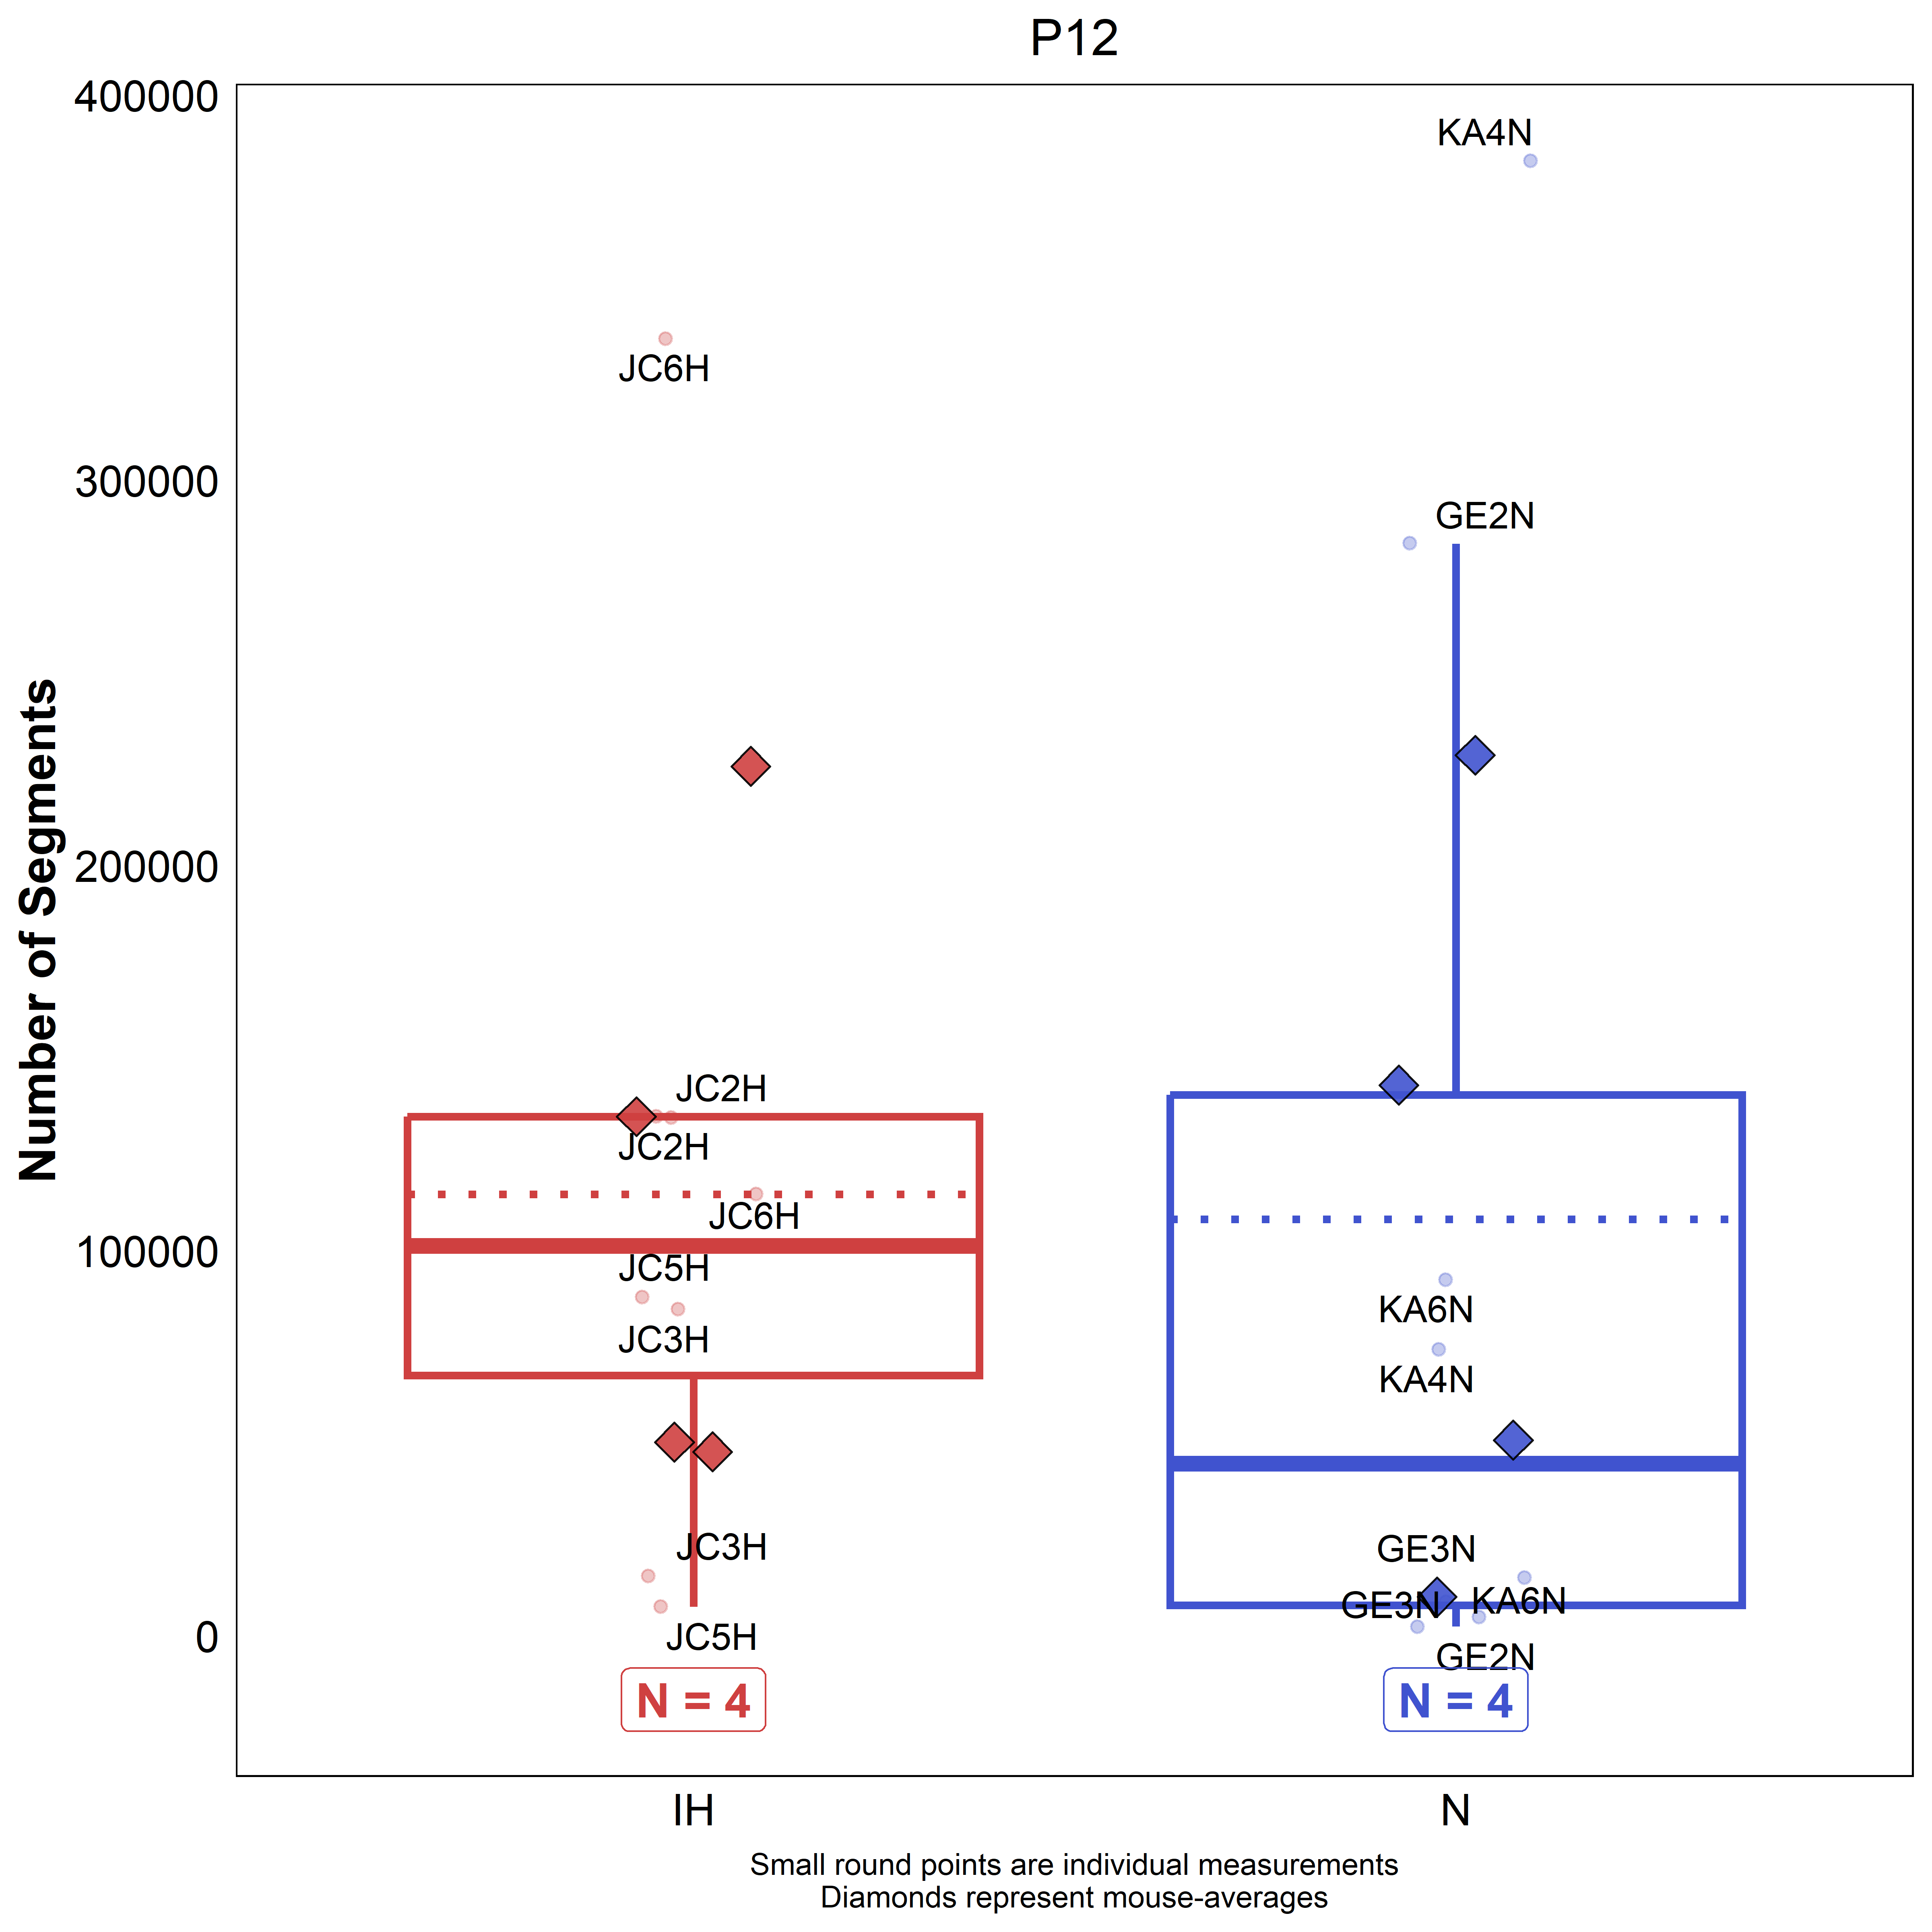 P12
400000
300000
200000
100000
0
Number of Segments
KA4N
JC6H
GE2N
JC2H
JC2H
JC6H
JC5H
KA6N
JC3H
KA4N
JC3H
GE3N
GE3N
KA6N
JC5H
GE2N
N = 4
N = 4
IH
N
Small round points are individual measurements
Diamonds represent mouse-averages